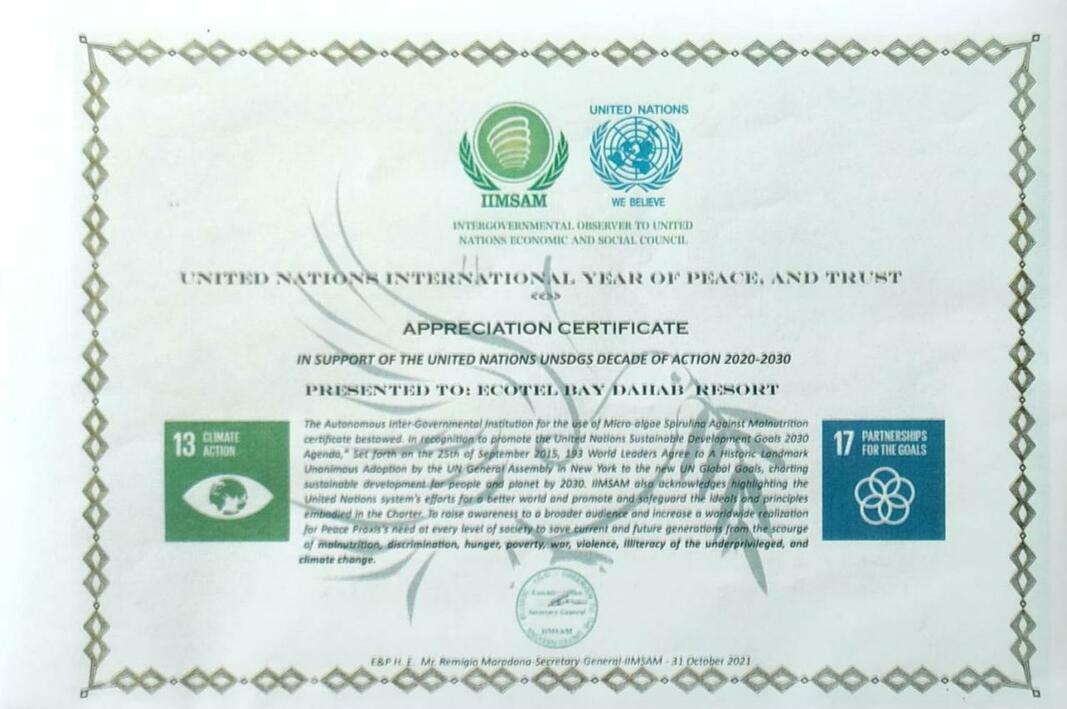 UNITED NATIONS
IIMSAM
WE BELIEVE
INTERGOVERNMENTAL OBSERVER TO UNITED
NATIONS ECONOMIC AND SOCIAL COUNCIL
UNITED NATIONS INTERNATIONAL YEAR OF PEACE, AND TRUST
APPRECIATION CERTIFICATE
IN SUPPORT OF THE UNITED NATIONS UNSDGS DECADE OF ACTION 2020-2030
PRESENTED TO: ECOTEL BAY DAHAB RESORT
13 CLIMATE
ACTION
The Autonomous Inter-Governmental Institution for the use of Micro-algae Spirulina Against Malnutrition
certificate bestowed. In recognition to promote the United Nations Sustainable Development Goals 2030
Agenda," Set forth on the 25th of September 2015, 193 World Leaders Agree to A Historic Landmark
Unanimous Adoption by the UN General Assembly in New York to the new UN Global Goals, charting
sustainable development for people and planet by 2030. IIMSAM also acknowledges highlighting the
United Nations system's efforts for a better world and promote and safeguard the ideals and principles
embodied in the Charter. To raise awareness to a broader audience and increase a worldwide realization
for Peace Praxis's need at every level of society to save current and future generations from the scourge
of malnutrition, discrimination, hunger, poverty, war, violence, illiteracy of the underprivileged, and
climate change.
17 PARTNERSHIPS
FOR THE GOALS
Secretary General
IIMSAM
E&P H. E. Mr. Remigio Maradona-Secretary-General-IIMSAM - 31 October 2021